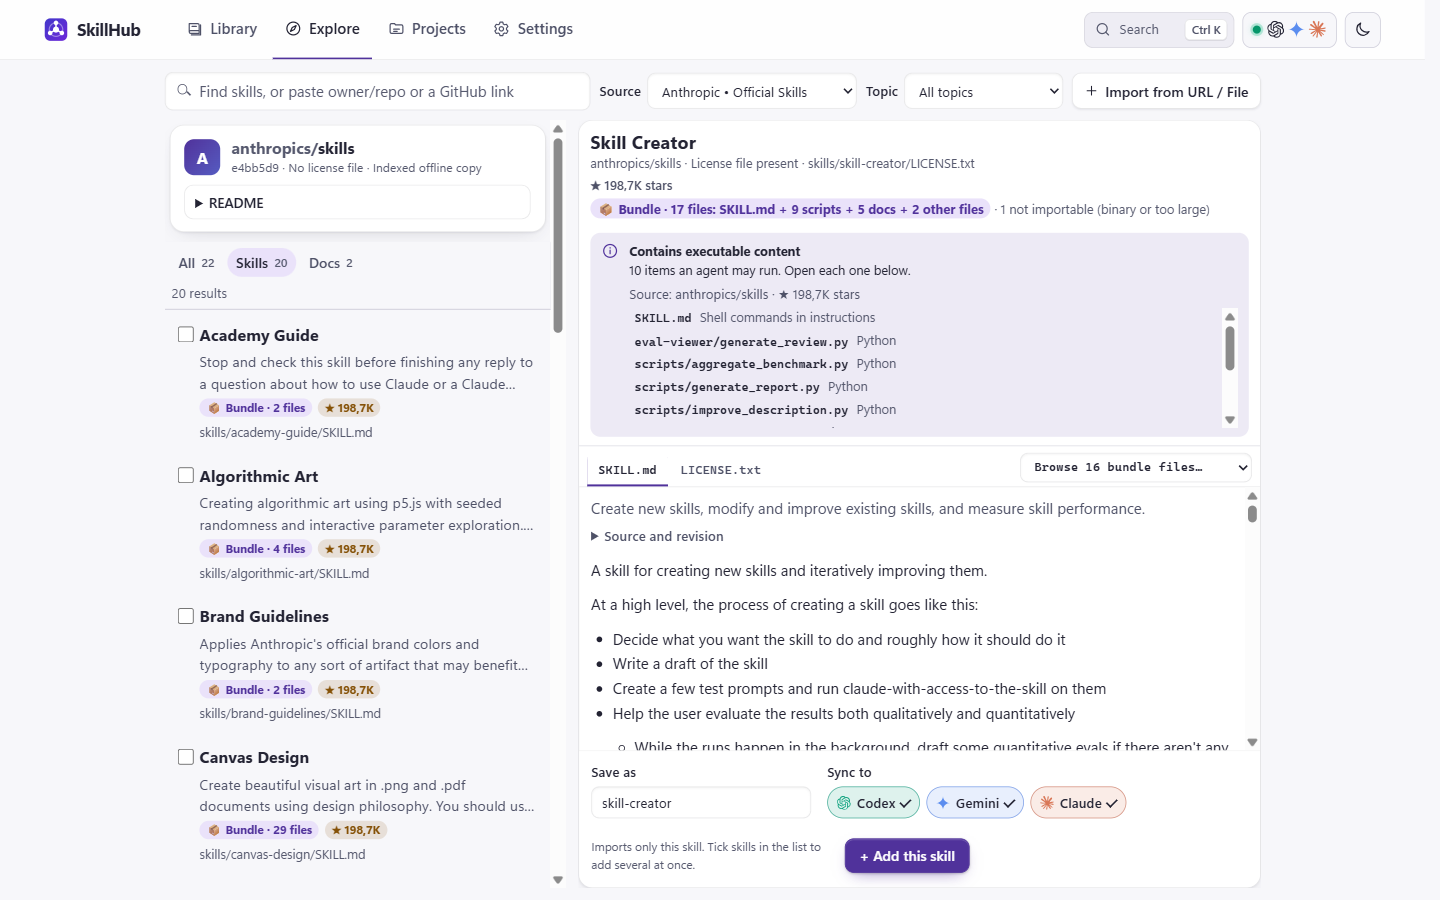 SkillHub
Library
Explore
Projects
Settings
Search
Ctrl K
Find skills, or paste owner/repo or a GitHub link
Source
Anthropic • Official Skills
Topic
All topics
+ Import from URL / File
A
anthropics/skills
e4bb5d9 · No license file · Indexed offline copy
README
All 22
Skills 20
Docs 2
20 results
Academy Guide
Stop and check this skill before finishing any reply to
a question about how to use Claude or a Claude...
Bundle · 2 files
★ 198,7K
skills/academy-guide/SKILL.md
Algorithmic Art
Creating algorithmic art using p5.js with seeded
randomness and interactive parameter exploration....
Bundle · 4 files
★ 198,7K
skills/algorithmic-art/SKILL.md
Brand Guidelines
Applies Anthropic's official brand colors and
typography to any sort of artifact that may benefit...
Bundle · 2 files
★ 198,7K
skills/brand-guidelines/SKILL.md
Canvas Design
Create beautiful visual art in .png and .pdf
documents using design philosophy. You should us...
Bundle · 29 files
★ 198,7K
skills/canvas-design/SKILL.md
Skill Creator
anthropics/skills · License file present · skills/skill-creator/LICENSE.txt
★ 198,7K stars
Bundle · 17 files: SKILL.md + 9 scripts + 5 docs + 2 other files · 1 not importable (binary or too large)
Contains executable content
10 items an agent may run. Open each one below.
Source: anthropics/skills · ★ 198,7K stars
SKILL.md Shell commands in instructions
eval-viewer/generate_review.py Python
scripts/aggregate_benchmark.py Python
scripts/generate_report.py Python
scripts/improve_description.py Python
SKILL.md
LICENSE.txt
Browse 16 bundle files…
Create new skills, modify and improve existing skills, and measure skill performance.
Source and revision
A skill for creating new skills and iteratively improving them.
At a high level, the process of creating a skill goes like this:
• Decide what you want the skill to do and roughly how it should do it
• Write a draft of the skill
• Create a few test prompts and run claude-with-access-to-the-skill on them
• Help the user evaluate the results both qualitatively and quantitatively
While the runs happen in the background, draft some quantitative evals if there aren't any
Save as
skill-creator
Sync to
Codex ✓
Gemini ✓
Claude ✓
Imports only this skill. Tick skills in the list to
add several at once.
+ Add this skill